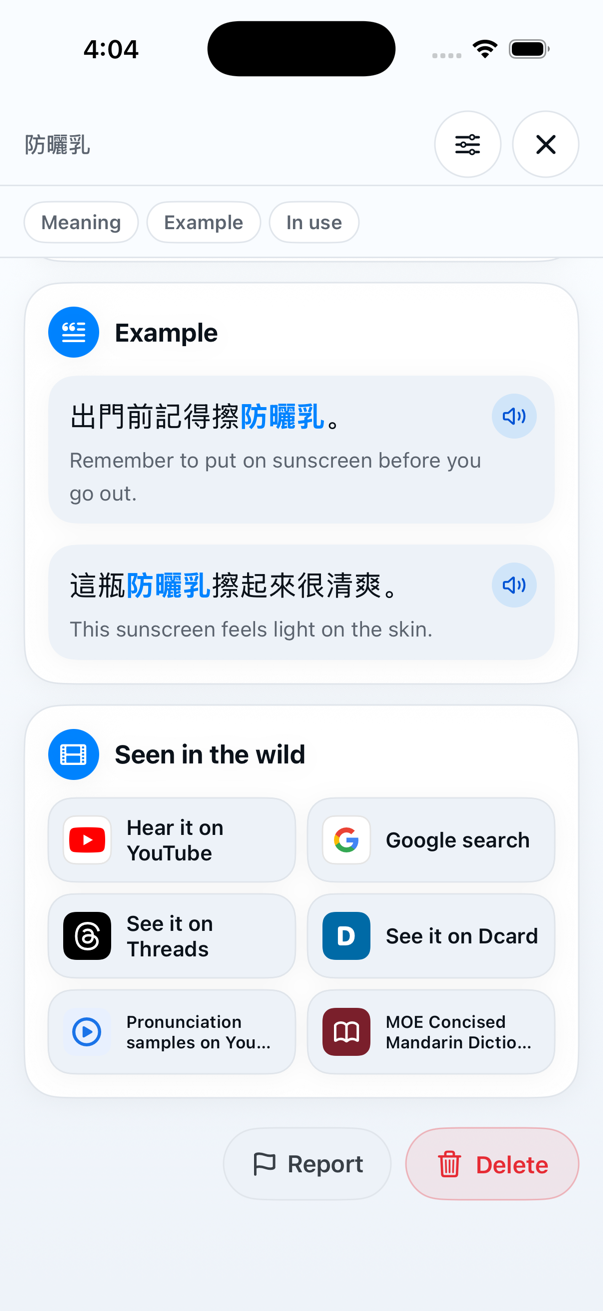 4:04
防曬乳
Meaning
Example
In use
Example
出門前記得擦防曬乳。
Remember to put on sunscreen before you
go out.
這瓶防曬乳擦起來很清爽。
This sunscreen feels light on the skin.
Seen in the wild
Hear it on
YouTube
Google search
See it on
Threads
D
See it on Dcard
Pronunciation
samples on You...
MOE Concised
Mandarin Dictio...
Report
Delete